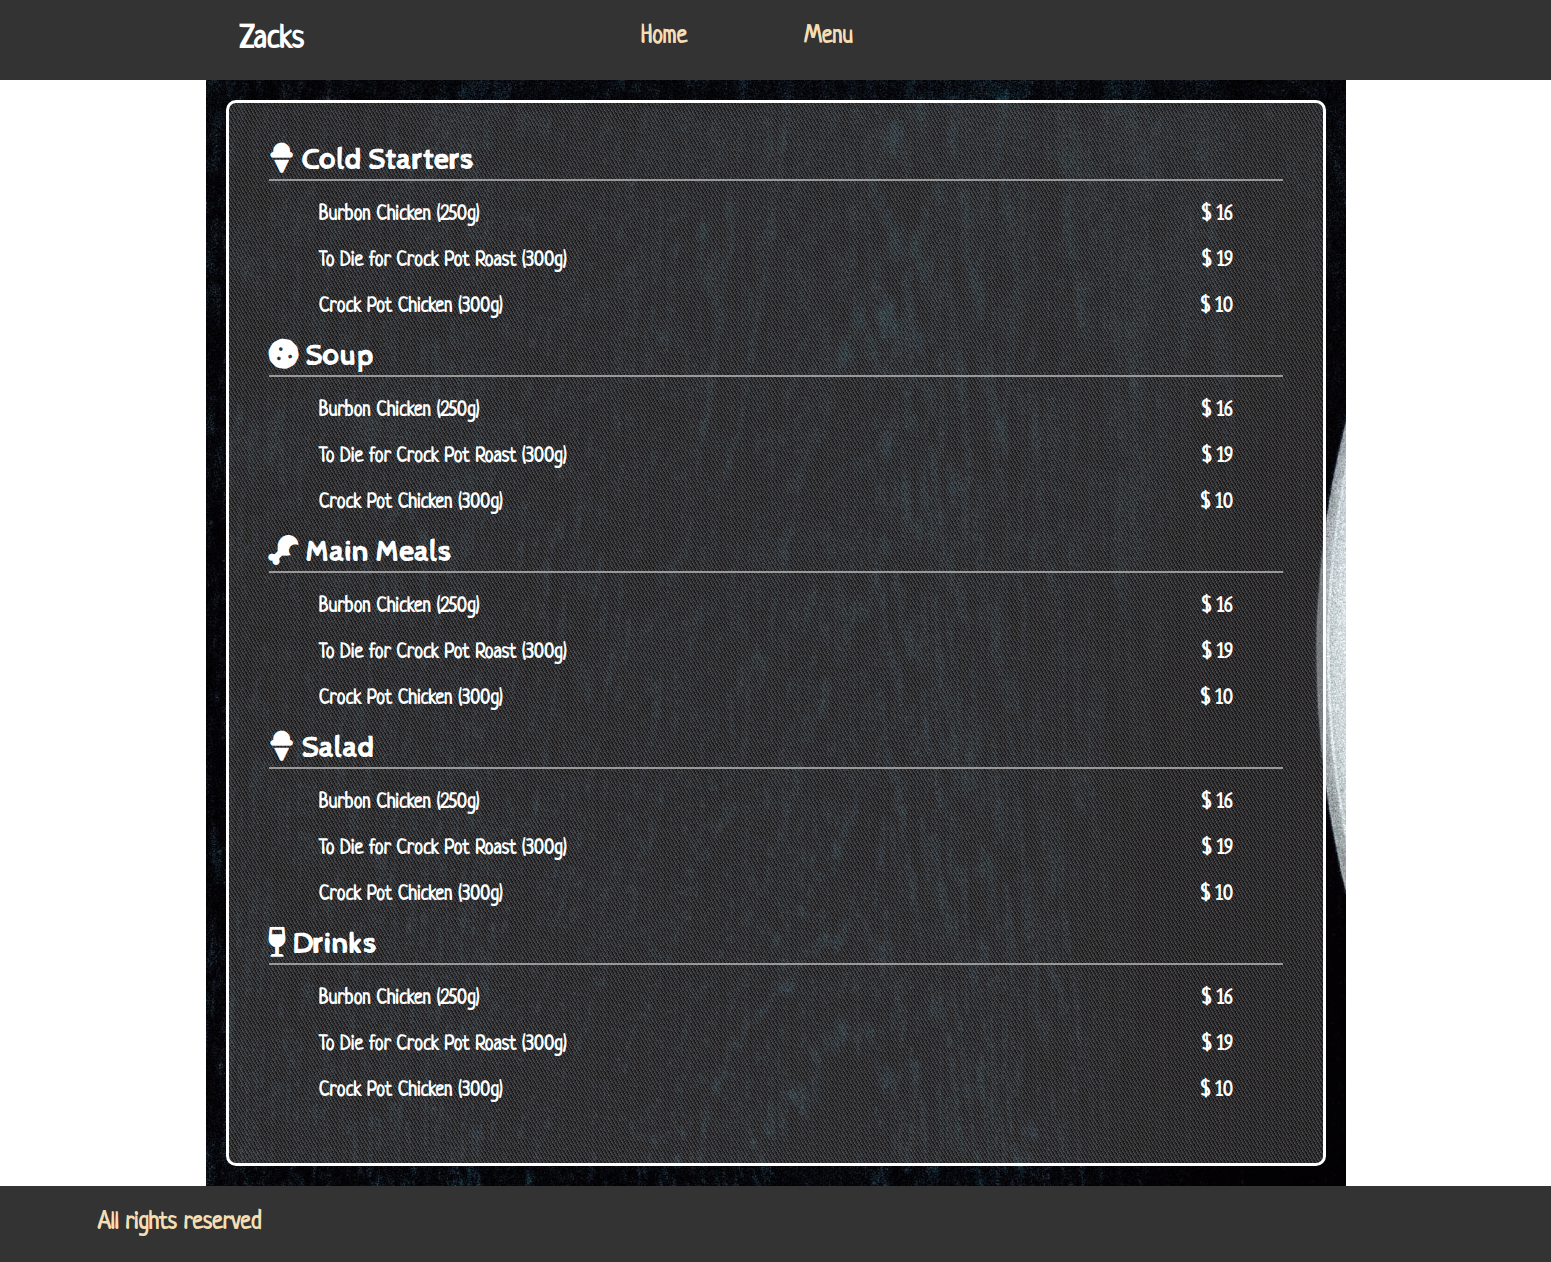 Zacks Home Menu
Cold Starters
Burbon Chicken (250g) $ 16
To Die for Crock Pot Roast (300g) $ 19
Crock Pot Chicken (300g) $ 10
Soup
Burbon Chicken (250g) $ 16
To Die for Crock Pot Roast (300g) $ 19
Crock Pot Chicken (300g) $ 10
Main Meals
Burbon Chicken (250g) $ 16
To Die for Crock Pot Roast (300g) $ 19
Crock Pot Chicken (300g) $ 10
Salad
Burbon Chicken (250g) $ 16
To Die for Crock Pot Roast (300g) $ 19
Crock Pot Chicken (300g) $ 10
Drinks
Burbon Chicken (250g) $ 16
To Die for Crock Pot Roast (300g) $ 19
Crock Pot Chicken (300g) $ 10
All rights reserved